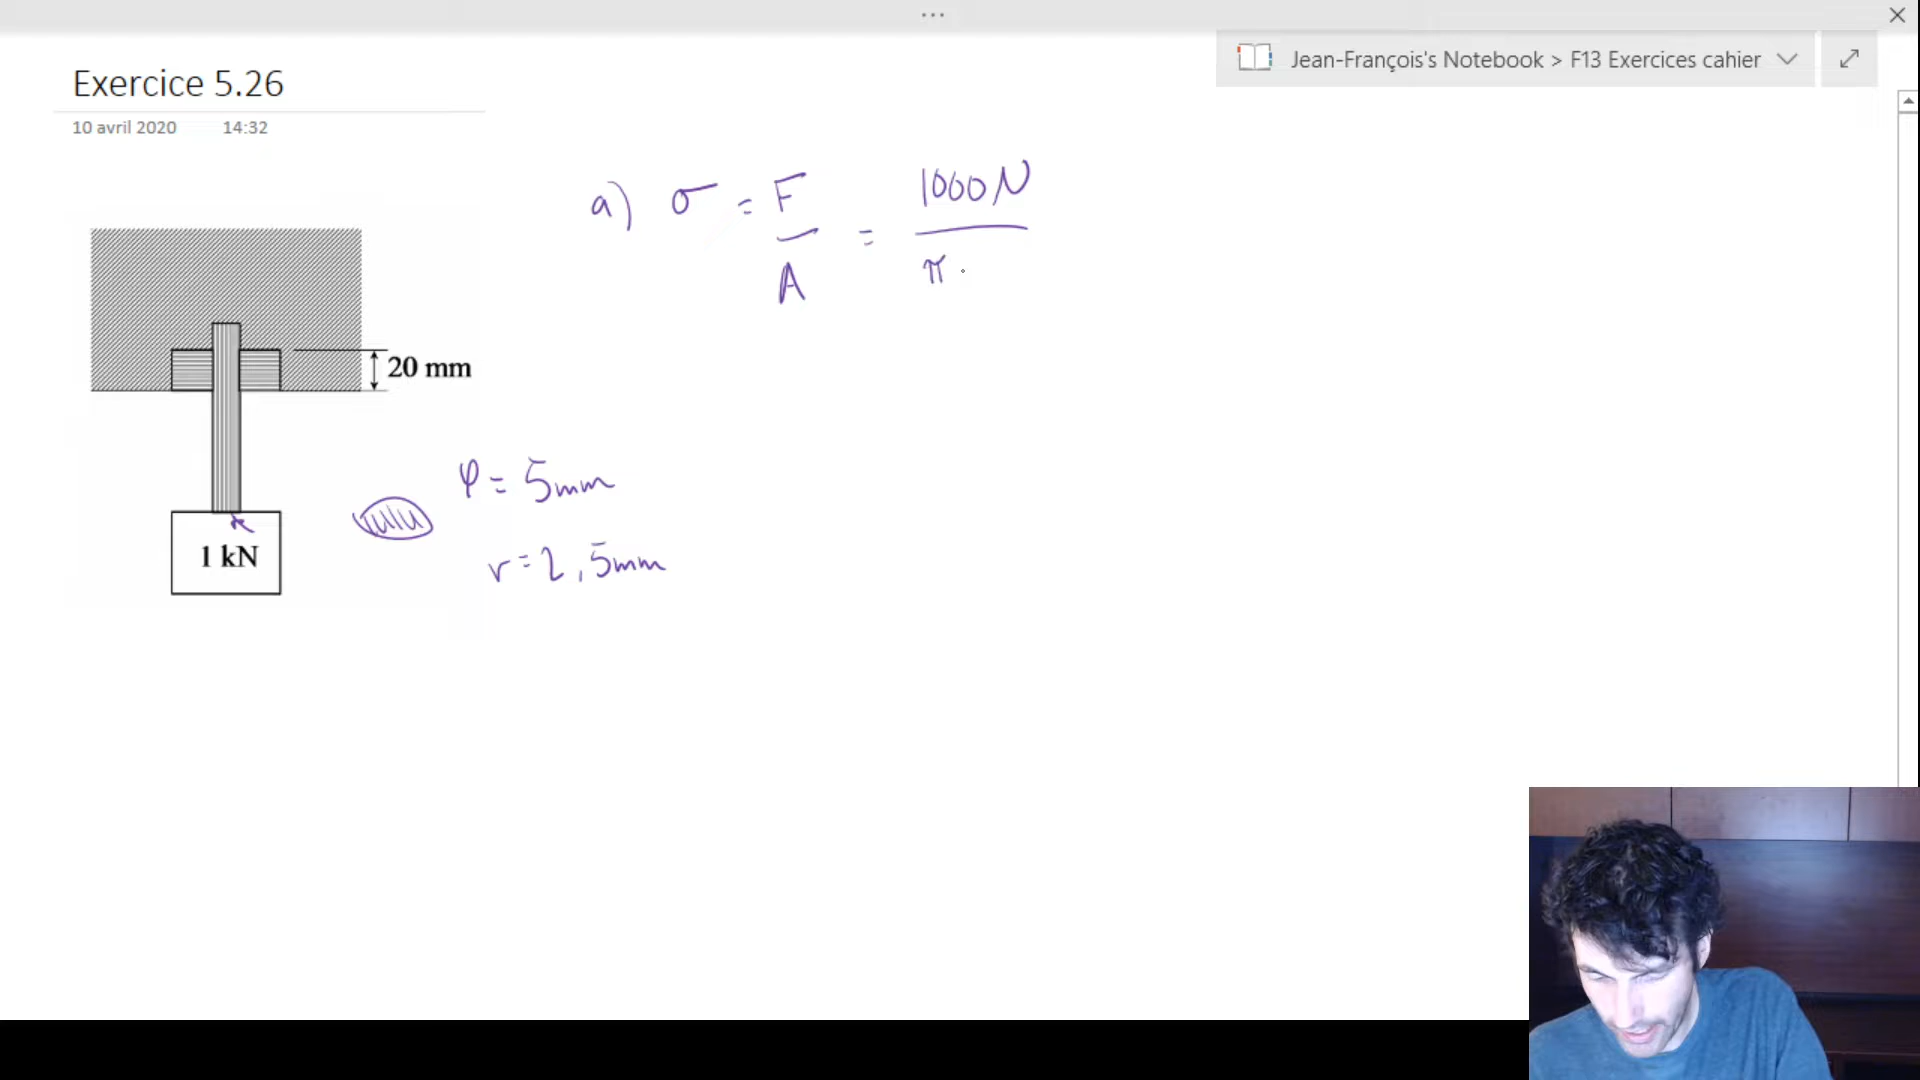 Jean-François's Notebook > F13 Exercices cahier
Exercice 5.26
10 avril 2020 14:32
a) σ = F / A = 1000 N / π ·
20 mm
φ = 5mm
r = 2,5mm
1 kN